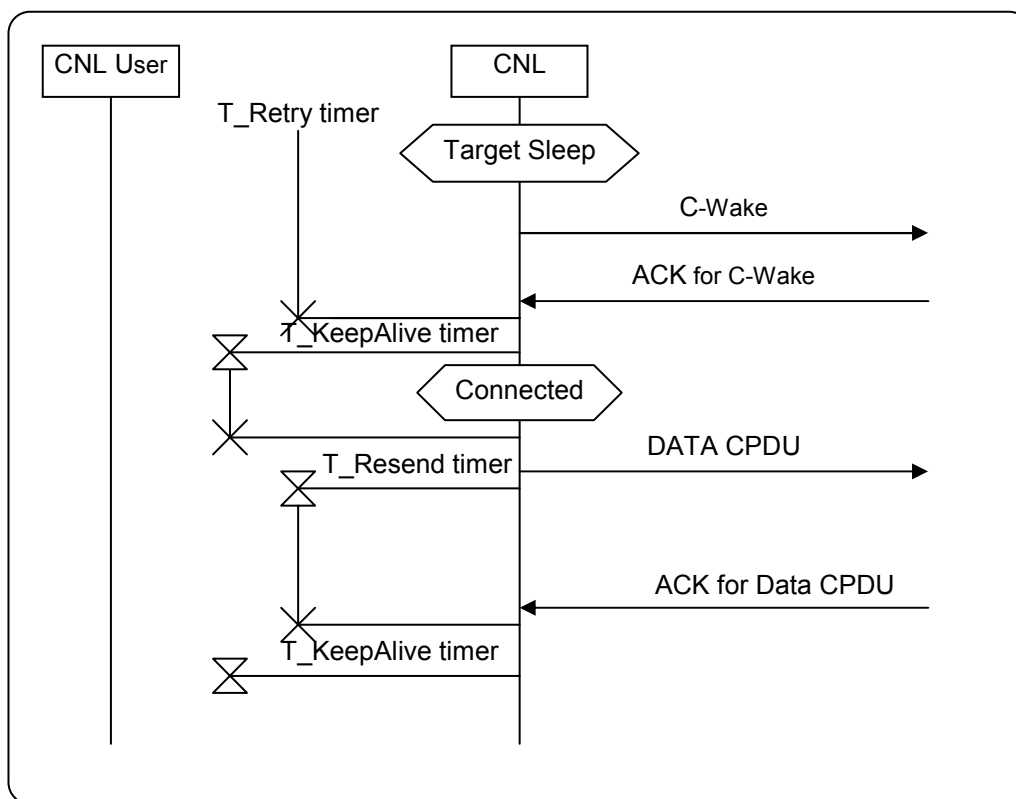 CNL User
CNL
T_Retry timer
Target Sleep
C-Wake
ACK for C-Wake
T_KeepAlive timer
Connected
DATA CPDU
T_Resend timer
ACK for Data CPDU
T_KeepAlive timer